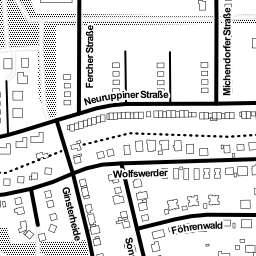 Fercher Straße
Michendorfer Straße
Neuruppiner Straße
Wolfswerder
Ginsterheide
Föhrenwald